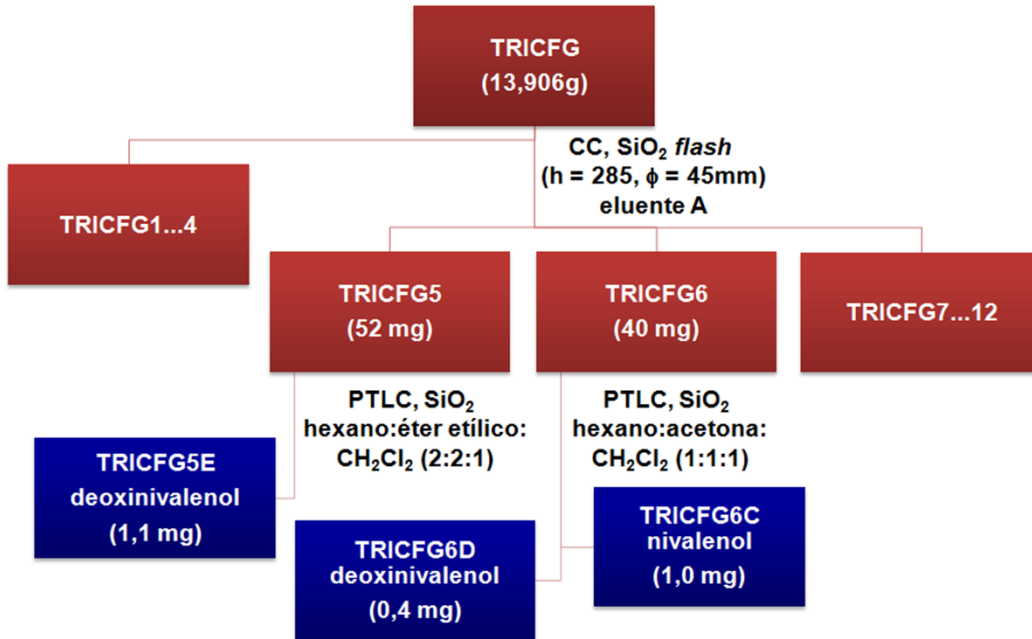 TRICFG
(13,906g)
CC, SiO₂ flash
(h = 285, ϕ = 45mm)
eluente A
TRICFG1...4
TRICFG5
(52 mg)
TRICFG6
(40 mg)
TRICFG7...12
PTLC, SiO₂
hexano:éter etílico:
CH₂Cl₂ (2:2:1)
PTLC, SiO₂
hexano:acetona:
CH₂Cl₂ (1:1:1)
TRICFG5E
deoxinivalenol
(1,1 mg)
TRICFG6D
deoxinivalenol
(0,4 mg)
TRICFG6C
nivalenol
(1,0 mg)